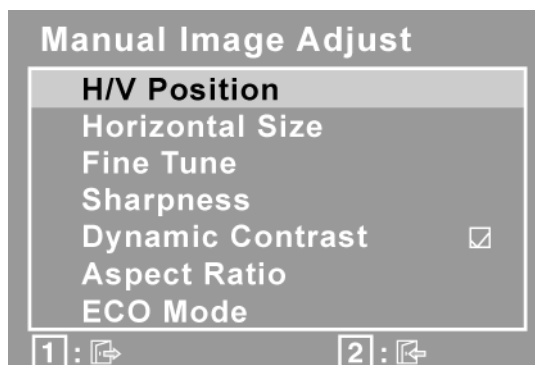 Manual Image Adjust
H/V Position
Horizontal Size
Fine Tune
Sharpness
Dynamic Contrast
Aspect Ratio
ECO Mode
1 : 2 :